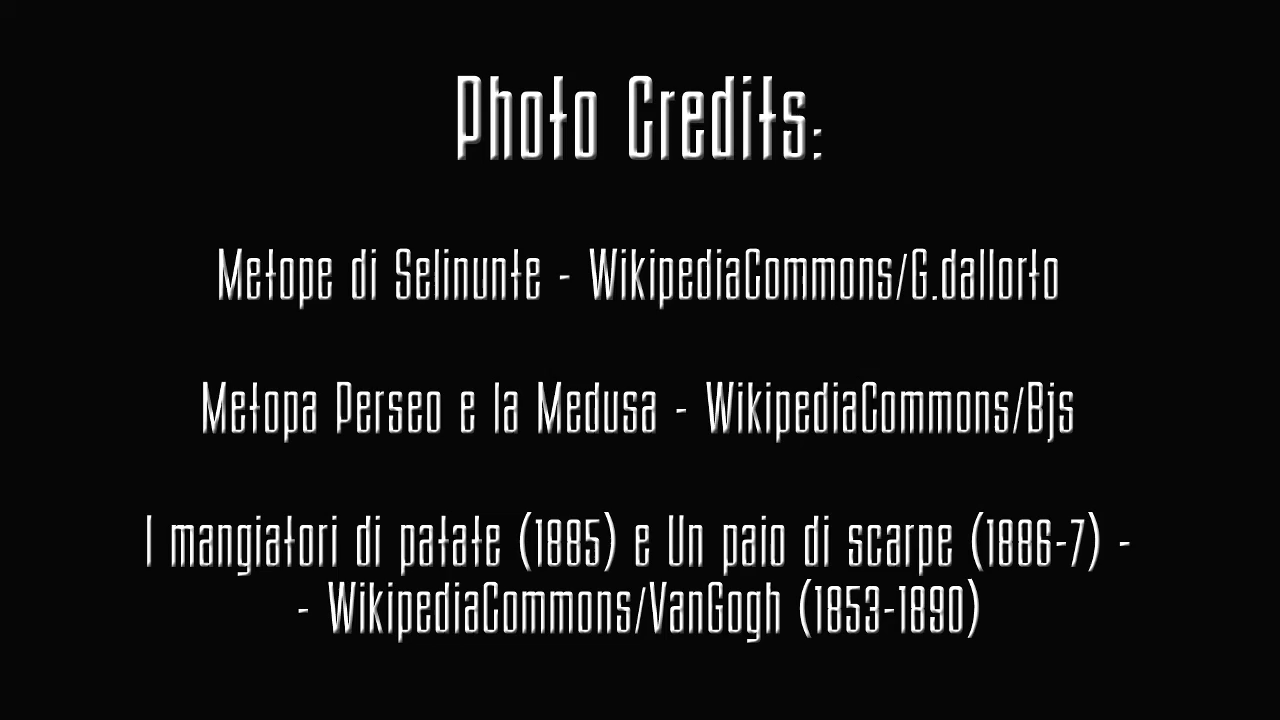 Photo Credits:
Metope di Selinunte - WikipediaCommons/G.dallorto
Metopa Perseo e la Medusa - WikipediaCommons/Bjs
I mangiatori di patate (1885) e Un paio di scarpe (1886-7) -
- WikipediaCommons/VanGogh (1853-1890)